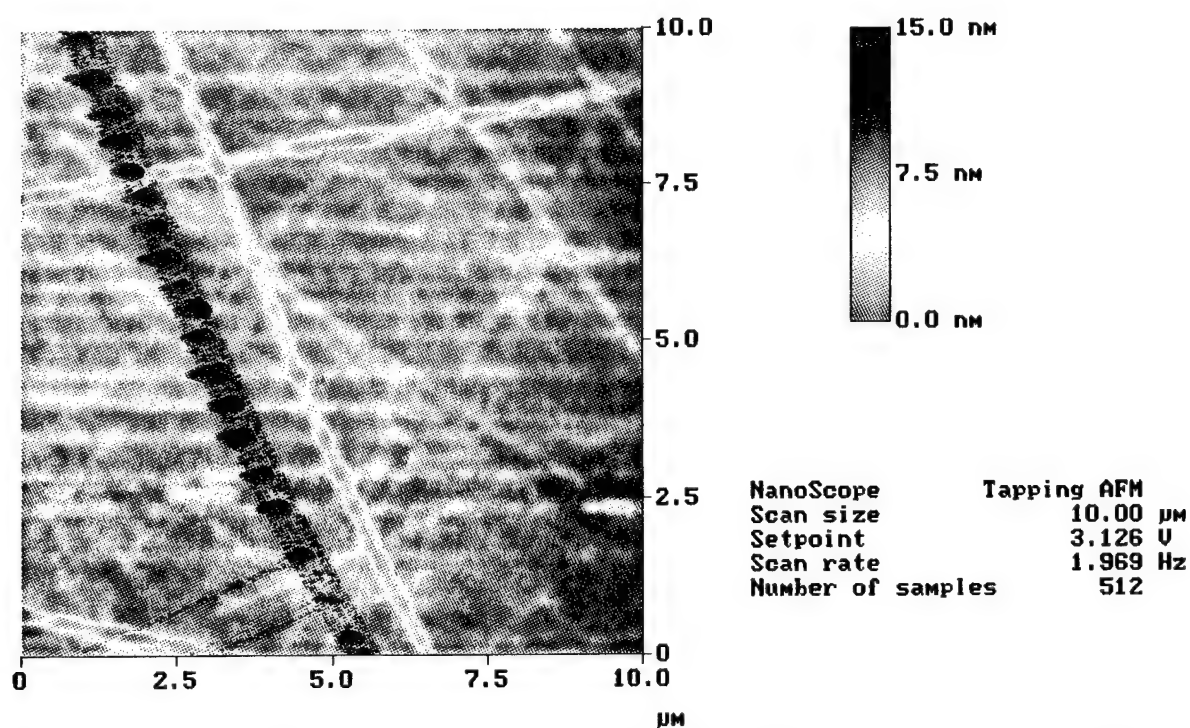 10.0
7.5
5.0
2.5
0
0 2.5 5.0 7.5 10.0
µM
15.0 nM
7.5 nM
0.0 nM
NanoScope Tapping AFM
Scan size 10.00 µM
Setpoint 3.126 V
Scan rate 1.969 Hz
Number of samples 512